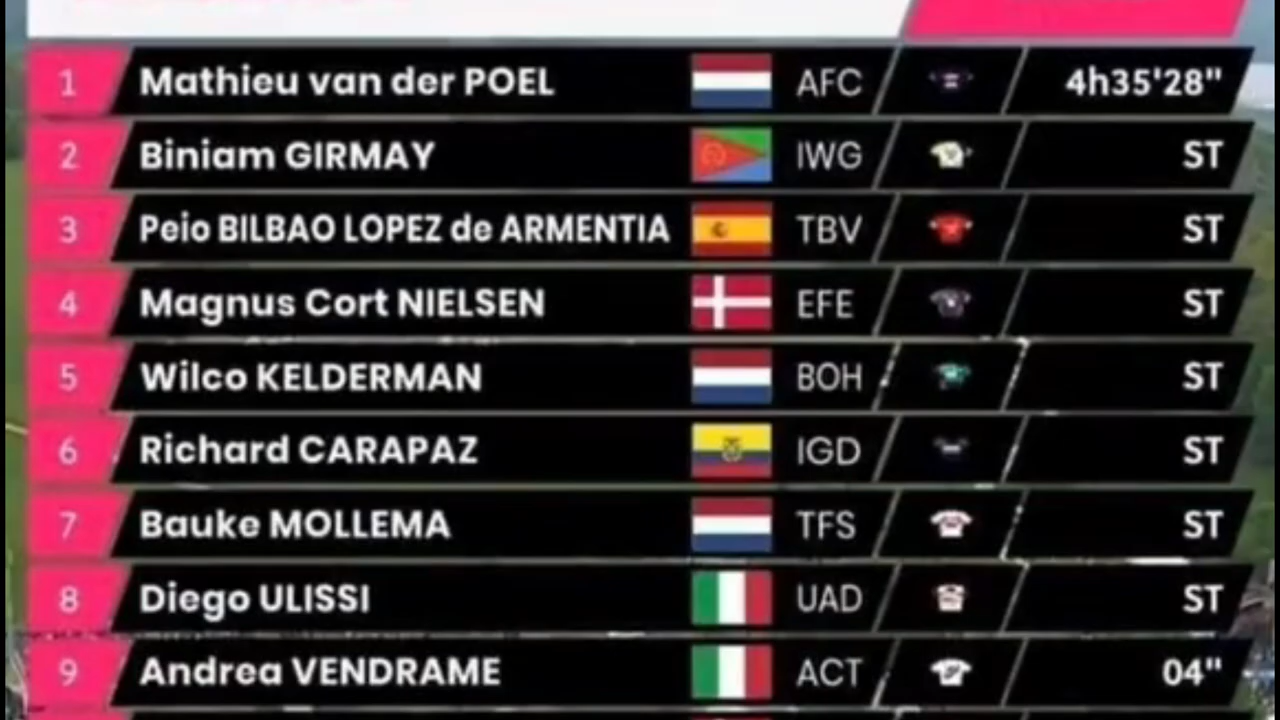 1 Mathieu van der POEL AFC 4h35'28"
2 Biniam GIRMAY IWG ST
3 Peio BILBAO LOPEZ de ARMENTIA TBV ST
4 Magnus Cort NIELSEN EFE ST
5 Wilco KELDERMAN BOH ST
6 Richard CARAPAZ IGD ST
7 Bauke MOLLEMA TFS ST
8 Diego ULISSI UAD ST
9 Andrea VENDRAME ACT 04"